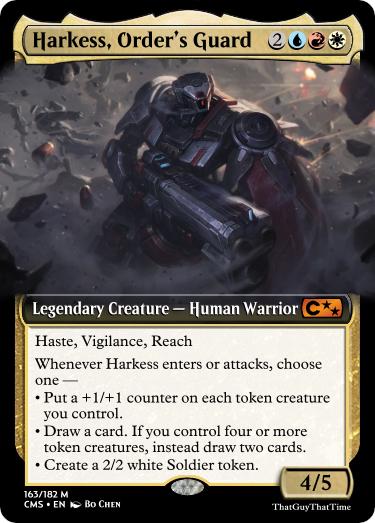 Harkess, Order's Guard 2
Legendary Creature — Human Warrior C
Haste, Vigilance, Reach
Whenever Harkess enters or attacks, choose
one —
• Put a +1/+1 counter on each token creature
you control.
• Draw a card. If you control four or more
token creatures, instead draw two cards.
• Create a 2/2 white Soldier token.
4/5
163/182 M
CMS • EN Bo Chen
ThatGuyThatTime